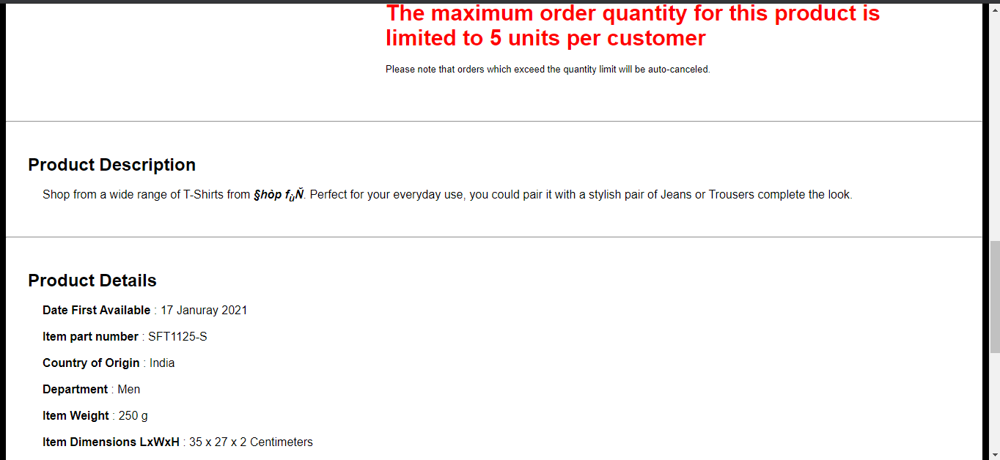 The maximum order quantity for this product is
limited to 5 units per customer
Please note that orders which exceed the quantity limit will be auto-canceled.
Product Description
Shop from a wide range of T-Shirts from §hòp fùÑ. Perfect for your everyday use, you could pair it with a stylish pair of Jeans or Trousers complete the look.
Product Details
Date First Available : 17 Januray 2021
Item part number : SFT1125-S
Country of Origin : India
Department : Men
Item Weight : 250 g
Item Dimensions LxWxH : 35 x 27 x 2 Centimeters